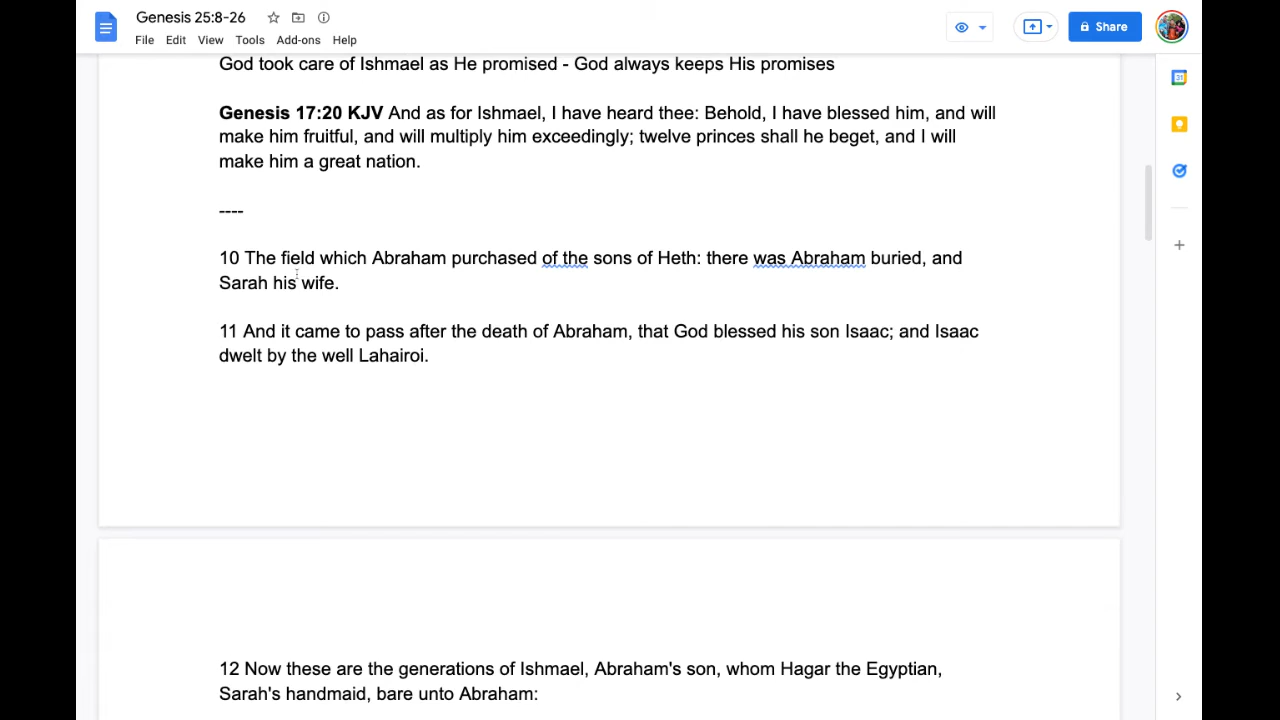 Genesis 25:8-26
File Edit View Tools Add-ons Help
Share
31
God took care of Ishmael as He promised - God always keeps His promises
Genesis 17:20 KJV And as for Ishmael, I have heard thee: Behold, I have blessed him, and will
make him fruitful, and will multiply him exceedingly; twelve princes shall he beget, and I will
make him a great nation.
----
10 The field which Abraham purchased of the sons of Heth: there was Abraham buried, and
Sarah his wife.
11 And it came to pass after the death of Abraham, that God blessed his son Isaac; and Isaac
dwelt by the well Lahairoi.
12 Now these are the generations of Ishmael, Abraham's son, whom Hagar the Egyptian,
Sarah's handmaid, bare unto Abraham: